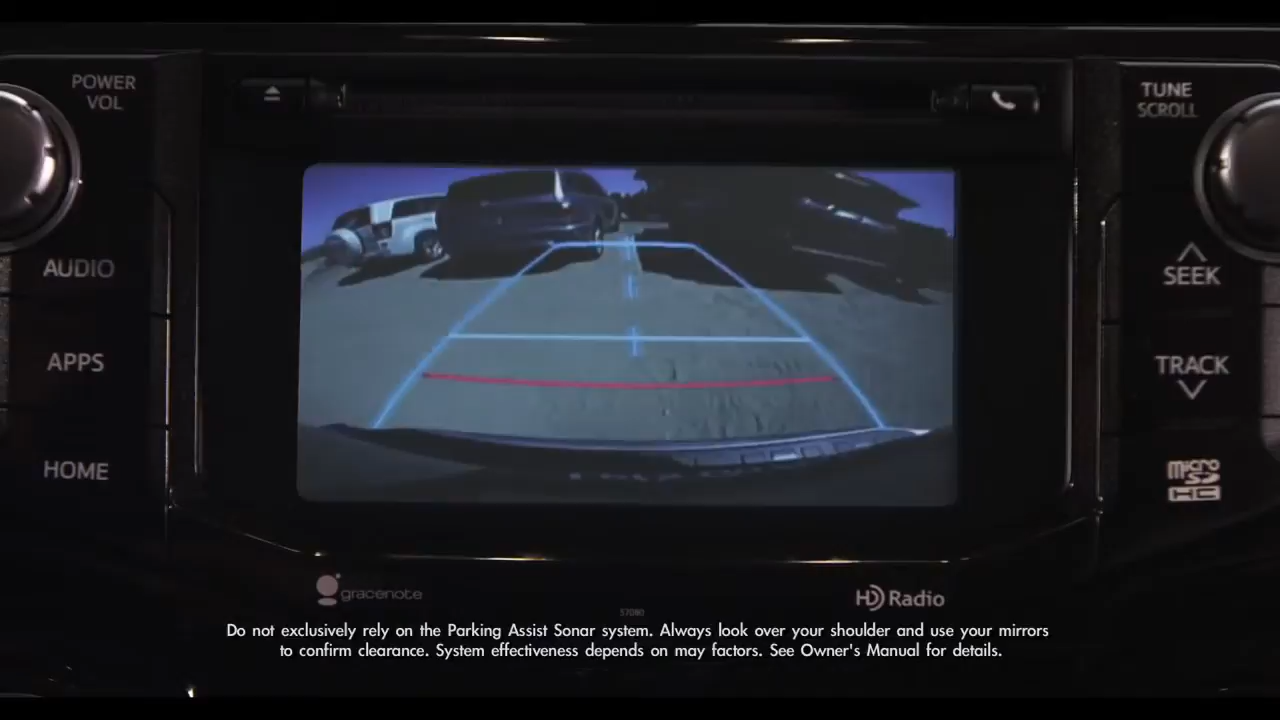 POWER
VOL
TUNE
SCROLL
AUDIO
SEEK
APPS
TRACK
HOME
micro
SD
HC
gracenote
HD Radio
57080
Do not exclusively rely on the Parking Assist Sonar system. Always look over your shoulder and use your mirrors
to confirm clearance. System effectiveness depends on may factors. See Owner's Manual for details.